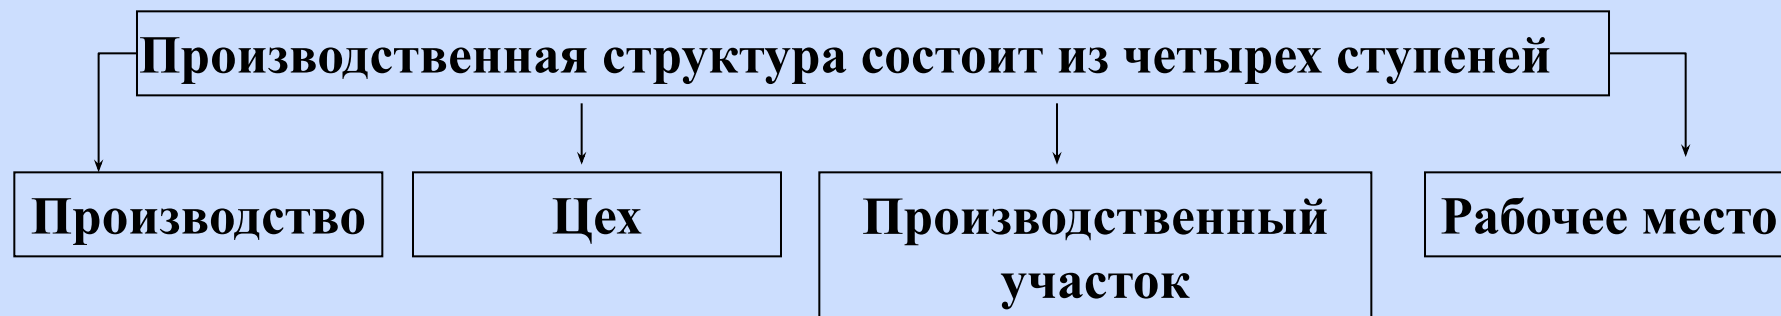 Производственная структура состоит из четырех ступеней
Производство
Цех
Производственный
участок
Рабочее место